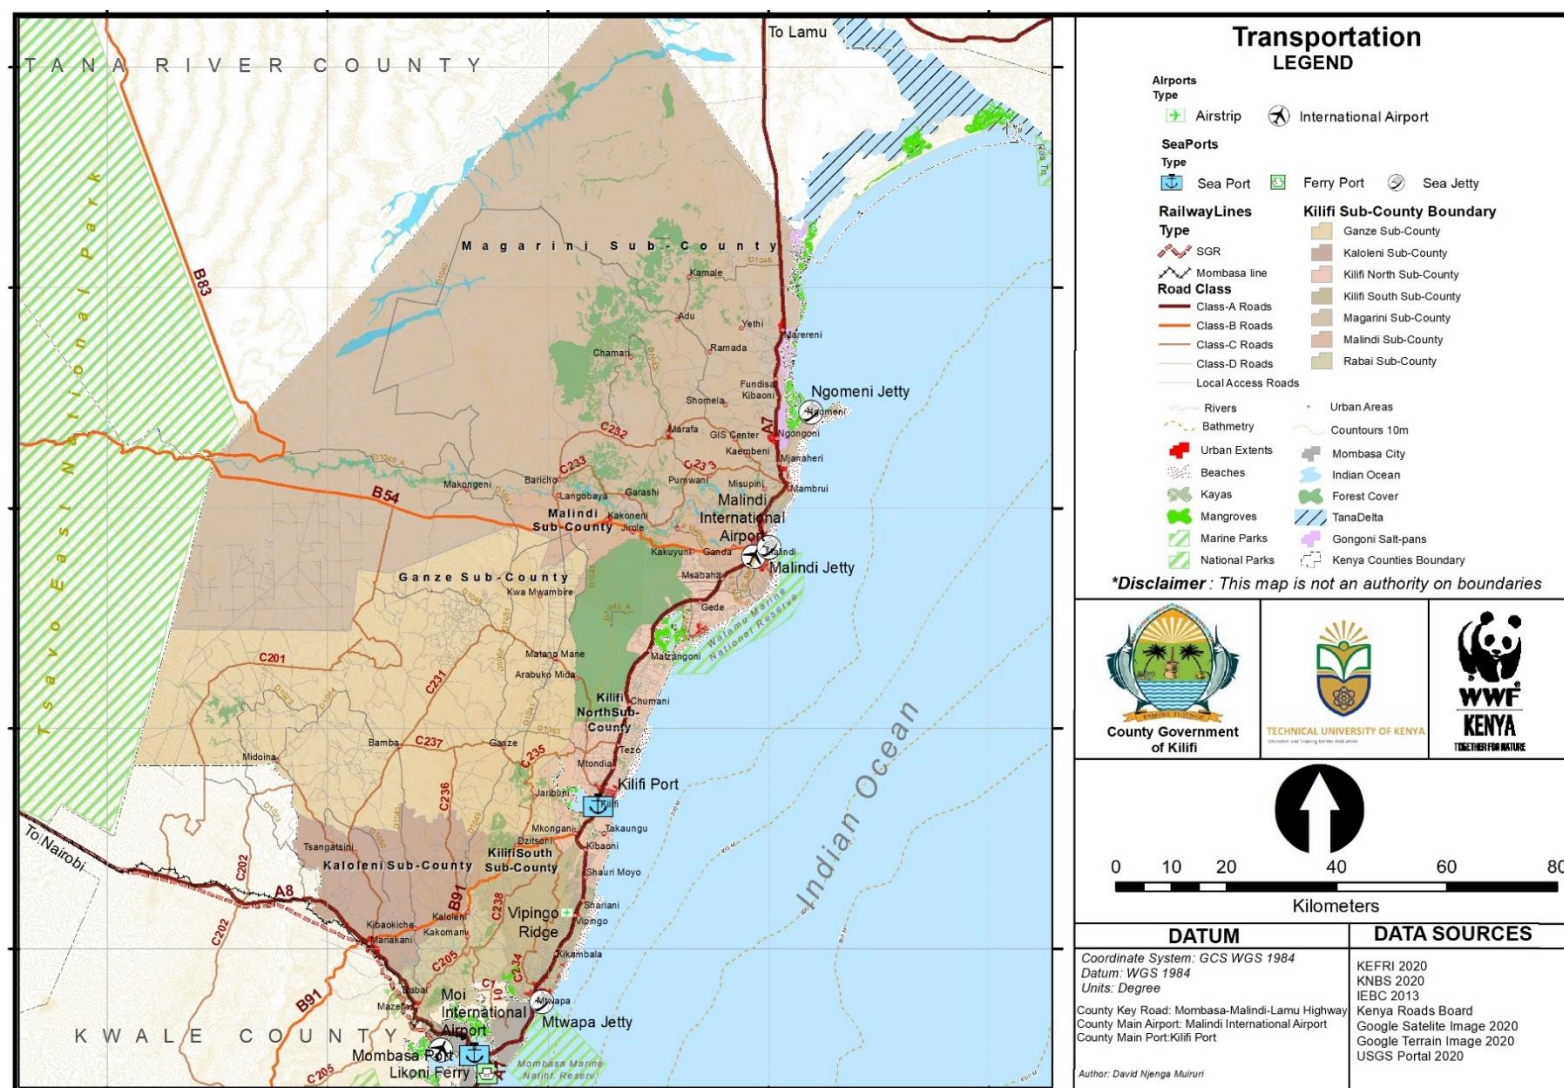 To Lamu
TANA RIVER COUNTY
Tsavo East National Park
B83
Magarini Sub-County
D1046
D1040
Kamale
Adu
Yethi
Marereni
Chamari
Ramada
Fundisa
Kibaoni
Shomela
A7
Ngomeni Jetty
Ngomeni
C232
Marafa
GIS Center
Ngongoni
Kaembeni
Mjanaheri
C233
C233
Baricho
Makongeni
Langobaya
Garashi
Purnwani
Misupini
Mambrui
B54
Malindi
Sub-County
Kakoneni
Jirole
Malindi
International
Airport
Kakuyuni
Ganda
Malindi
Malindi Jetty
Ganze Sub-County
Kwa Mwambire
Msabaha
Gede
Watamu Marine
National Reserve
Matano Mane
Arabuko Mida
Matzangoni
C201
C231
Kilifi
NorthSub-
County
Chumani
Bamba
C237
Ganze
C235
Tezo
Midoina
Mtondia
Kilifi Port
Jaribuni
Kilifi
C236
Mkongani
Takaungu
Dzitsoni
Kibaoni
Tsangatsini
Kaloleni Sub-County
KilifiSouth
Sub-County
Shauri Moyo
To Nairobi
C202
A8
B91
C238
Shariani
Vipingo
Ridge
Vipingo
Kibaokiche
Kaloleni
Kakomani
Mariakani
C202
C205
C234
Kikambala
B91
Rabai
Mazeras
Mtwapa
Mtwapa Jetty
Moi
International
Airport
KWALE COUNTY
Mombasa Port
Likoni Ferry
C205
A7
Mombasa Marine
Indian Ocean
Transportation
LEGEND
Airports
Type
Airstrip
International Airport
SeaPorts
Type
Sea Port
Ferry Port
Sea Jetty
RailwayLines
Type
SGR
Mombasa line
Road Class
Class-A Roads
Class-B Roads
Class-C Roads
Class-D Roads
Local Access Roads
Kilifi Sub-County Boundary
Ganze Sub-County
Kaloleni Sub-County
Kilifi North Sub-County
Kilifi South Sub-County
Magarini Sub-County
Malindi Sub-County
Rabai Sub-County
Rivers
Bathmetry
Urban Extents
Beaches
Kayas
Mangroves
Marine Parks
National Parks
Urban Areas
Countours 10m
Mombasa City
Indian Ocean
Forest Cover
TanaDelta
Gongoni Salt-pans
Kenya Counties Boundary
*Disclaimer : This map is not an authority on boundaries
County Government
of Kilifi
TECHNICAL UNIVERSITY OF KENYA
WWF
KENYA
TOGETHER FOR NATURE
0 10 20 40 60 80
Kilometers
DATUM
Coordinate System: GCS WGS 1984
Datum: WGS 1984
Units: Degree
County Key Road: Mombasa-Malindi-Lamu Highway
County Main Airport: Malindi International Airport
County Main Port:Kilifi Port
Author: David Njenga Muiruri
DATA SOURCES
KEFRI 2020
KNBS 2020
IEBC 2013
Kenya Roads Board
Google Satelite Image 2020
Google Terrain Image 2020
USGS Portal 2020